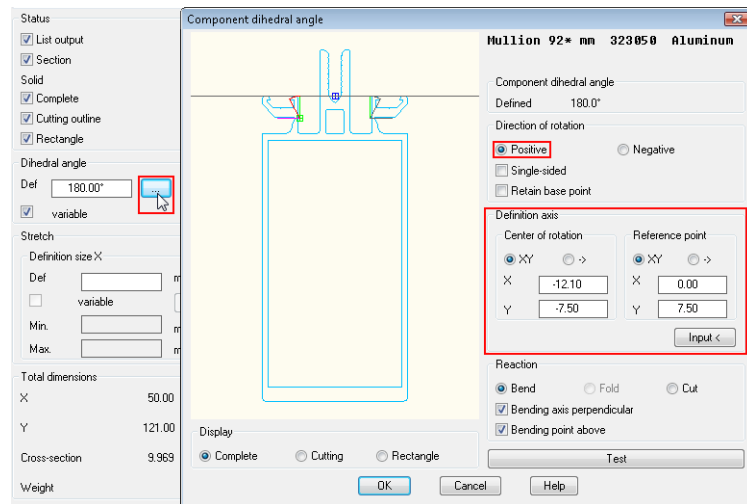 Status
List output
Section
Solid
Complete
Cutting outline
Rectangle
Dihedral angle
Def 180.00° ...
variable
Stretch
Definition size X
Def
variable
Min.
Max.
Total dimensions
X 50.00
Y 121.00
Cross-section 9.969
Weight
Component dihedral angle
Mullion 92* mm 323050 Aluminum
Component dihedral angle
Defined 180.0°
Direction of rotation
Positive Negative
Single-sided
Retain base point
Definition axis
Center of rotation Reference point
XY -> XY ->
X -12.10 X 0.00
Y -7.50 Y 7.50
Input <
Reaction
Bend Fold Cut
Bending axis perpendicular
Bending point above
Test
Display
Complete Cutting Rectangle
OK Cancel Help